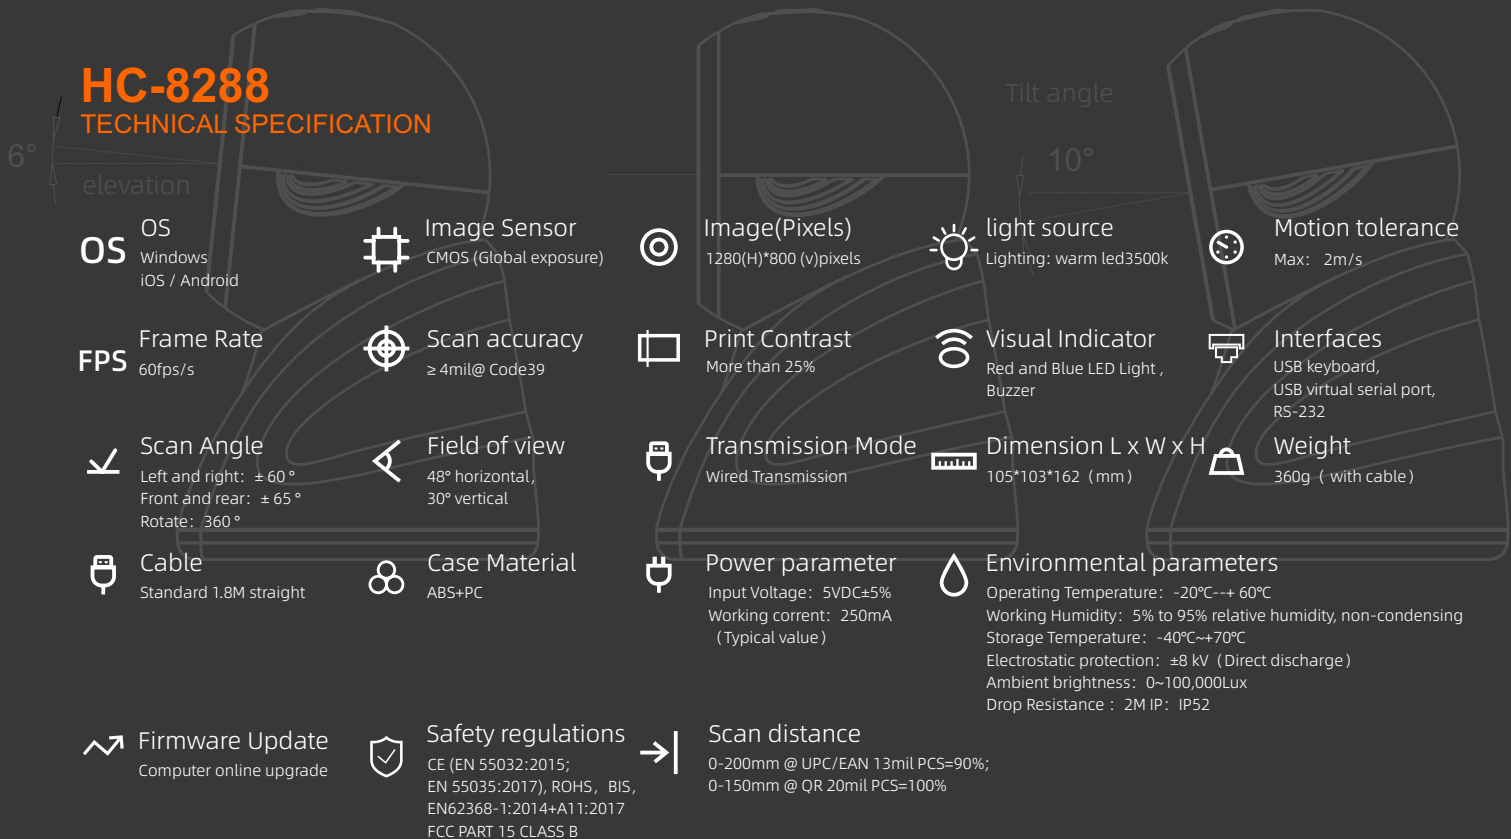 HC-8288
TECHNICAL SPECIFICATION
6°
elevation
Tilt angle
10°
OS
OS
Windows
iOS / Android
Image Sensor
CMOS (Global exposure)
Image(Pixels)
1280(H)*800 (v)pixels
light source
Lighting: warm led3500k
Motion tolerance
Max: 2m/s
FPS
Frame Rate
60fps/s
Scan accuracy
≥ 4mil@ Code39
Print Contrast
More than 25%
Visual Indicator
Red and Blue LED Light ,
Buzzer
Interfaces
USB keyboard,
USB virtual serial port,
RS-232
Scan Angle
Left and right: ± 60 °
Front and rear: ± 65 °
Rotate: 360 °
Field of view
48° horizontal,
30° vertical
Transmission Mode
Wired Transmission
Dimension L x W x H
105*103*162 (mm)
Weight
360g ( with cable)
Cable
Standard 1.8M straight
Case Material
ABS+PC
Power parameter
Input Voltage: 5VDC±5%
Working corrent: 250mA
(Typical value)
Environmental parameters
Operating Temperature: -20℃--+ 60℃
Working Humidity: 5% to 95% relative humidity, non-condensing
Storage Temperature: -40℃~+70℃
Electrostatic protection: ±8 kV (Direct discharge)
Ambient brightness: 0~100,000Lux
Drop Resistance : 2M IP: IP52
Firmware Update
Computer online upgrade
Safety regulations
CE (EN 55032:2015;
EN 55035:2017), ROHS, BIS,
EN62368-1:2014+A11:2017
FCC PART 15 CLASS B
Scan distance
0-200mm @ UPC/EAN 13mil PCS=90%;
0-150mm @ QR 20mil PCS=100%